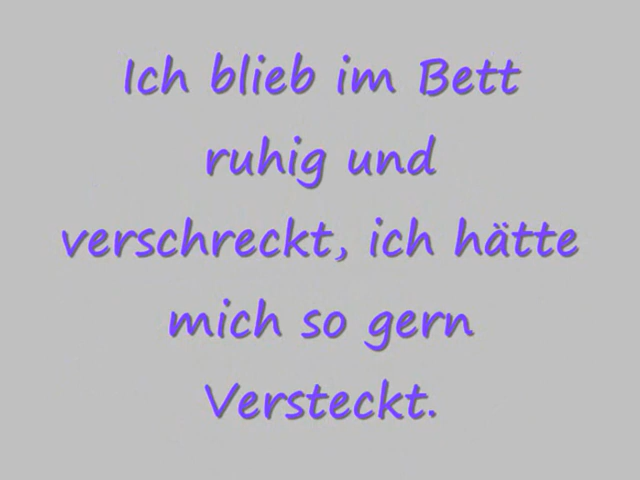 Ich blieb im Bett
ruhig und
verschreckt, ich hätte
mich so gern
Versteckt.